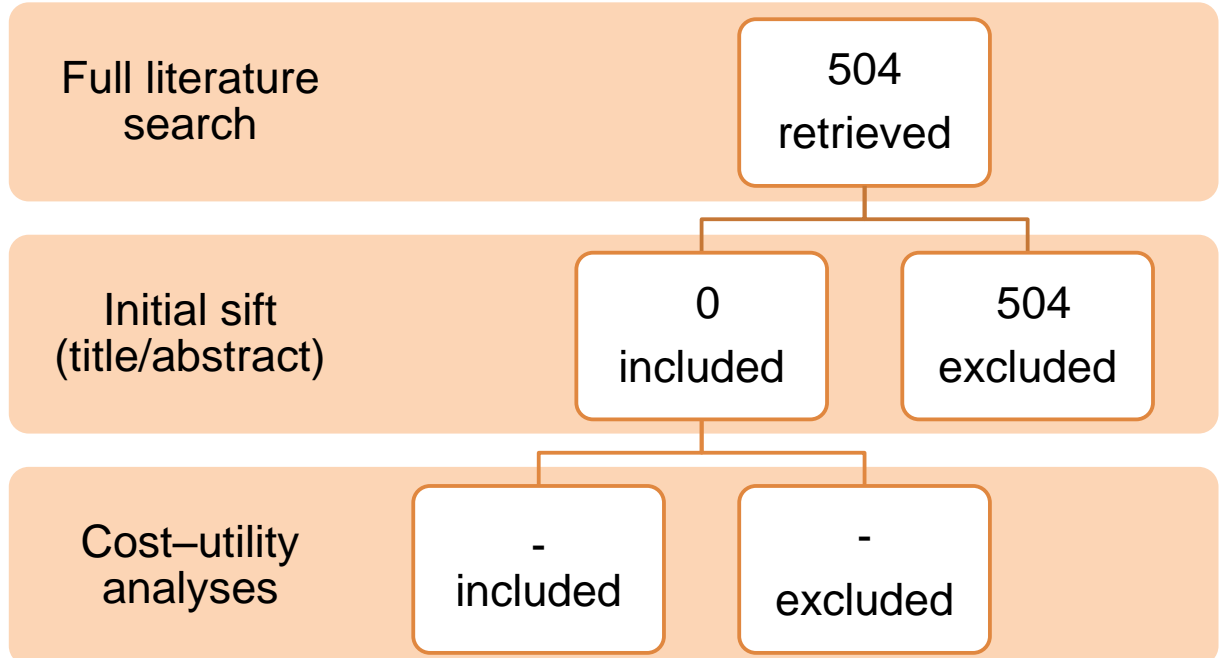 Full literature
search
504
retrieved
Initial sift
(title/abstract)
0
included
504
excluded
Cost–utility
analyses
-
included
-
excluded